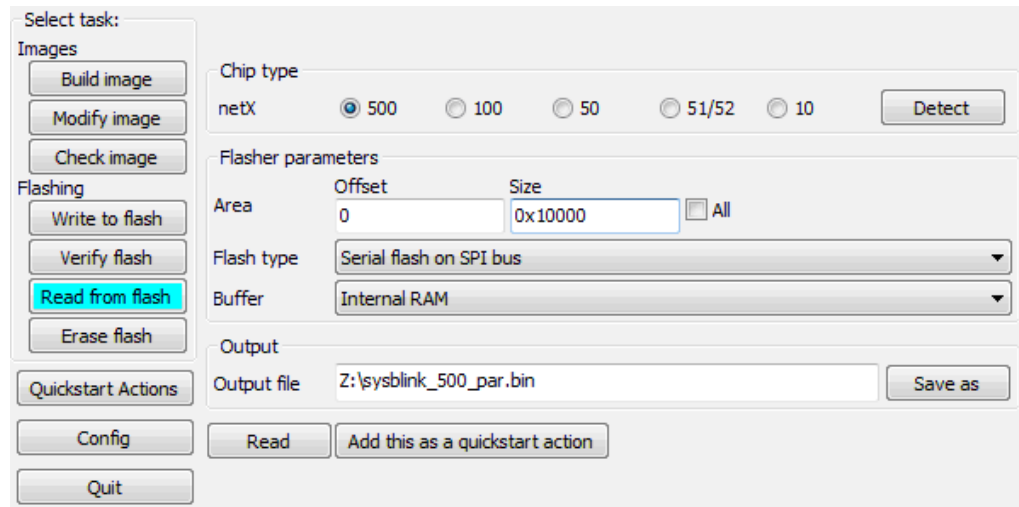 Select task:
Images
Build image
Modify image
Check image
Flashing
Write to flash
Verify flash
Read from flash
Erase flash
Quickstart Actions
Config
Quit
Chip type
netX 500 100 50 51/52 10 Detect
Flasher parameters
Offset Size
Area 0 0x10000 All
Flash type Serial flash on SPI bus
Buffer Internal RAM
Output
Output file Z:\sysblink_500_par.bin Save as
Read Add this as a quickstart action